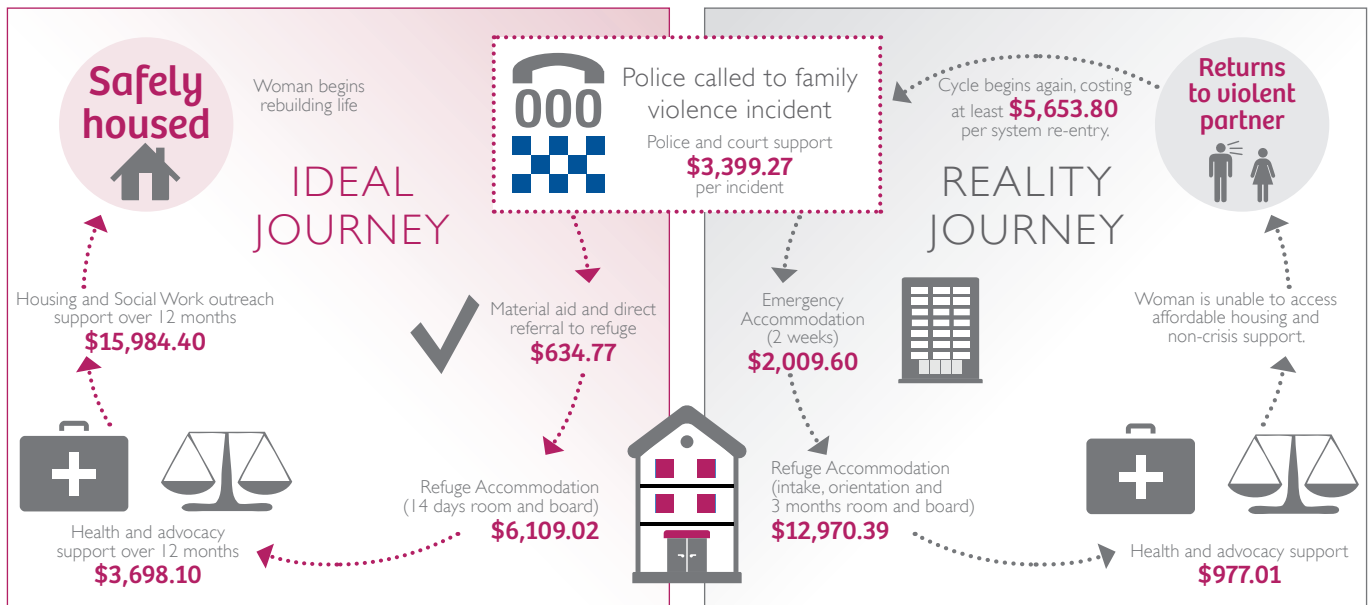 Safely
housed
Woman begins
rebuilding life
IDEAL
JOURNEY
000
Police called to family
violence incident
Police and court support
$3,399.27
per incident
Material aid and direct
referral to refuge
$634.77
Refuge Accommodation
(14 days room and board)
$6,109.02
Health and advocacy
support over 12 months
$3,698.10
Housing and Social Work outreach
support over 12 months
$15,984.40
REALITY
JOURNEY
Emergency
Accommodation
(2 weeks)
$2,009.60
Refuge Accommodation
(intake, orientation and
3 months room and board)
$12,970.39
Health and advocacy support
$977.01
Woman is unable to access
affordable housing and
non-crisis support.
Returns
to violent
partner
Cycle begins again, costing
at least $5,653.80
per system re-entry.